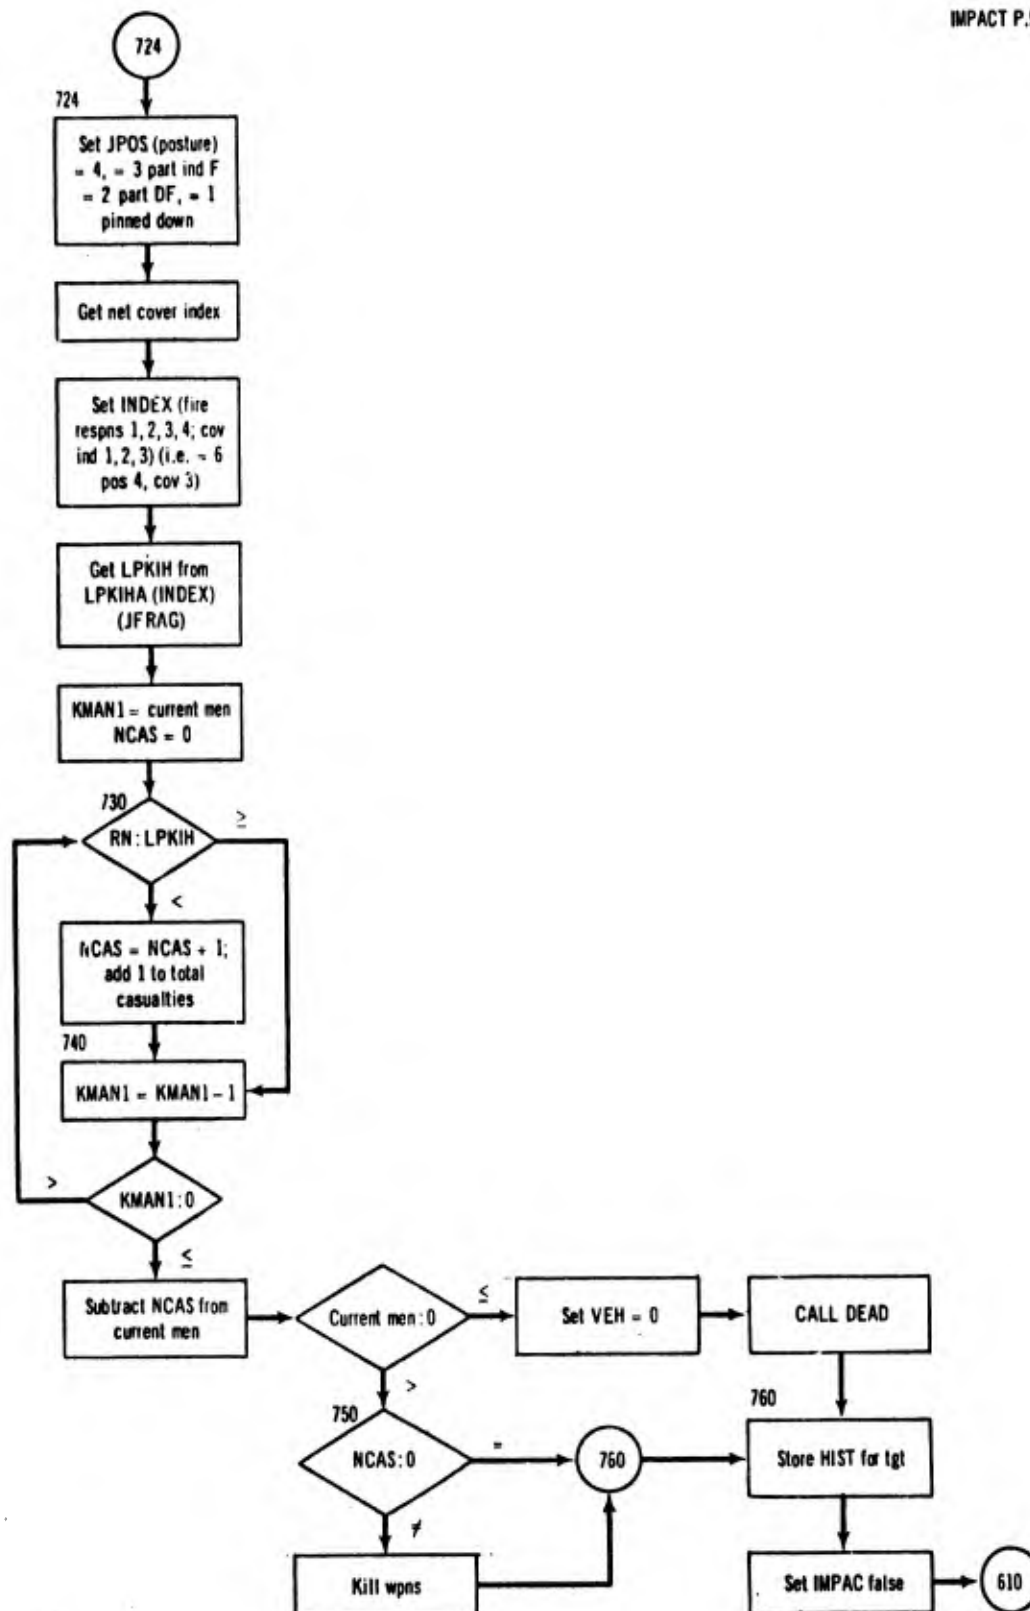 IMPACT P.
724
724
Set JPOS (posture)
= 4, = 3 part ind F
= 2 part DF, = 1
pinned down
Get net cover index
Set INDEX (fire
respns 1, 2, 3, 4; cov
ind 1, 2, 3) (i.e. = 6
pos 4, cov 3)
Get LPKIH from
LPKIHA (INDEX)
(JFRAG)
KMAN1 = current men
NCAS = 0
730
RN : LPKIH
≥
<
NCAS = NCAS + 1;
add 1 to total
casualties
740
KMAN1 = KMAN1 - 1
>
KMAN1 : 0
≤
Subtract NCAS from
current men
Current men : 0
≤
Set VEH = 0
CALL DEAD
>
750
NCAS : 0
=
760
760
Store HIST for tgt
≠
Kill wpns
Set IMPAC false
610